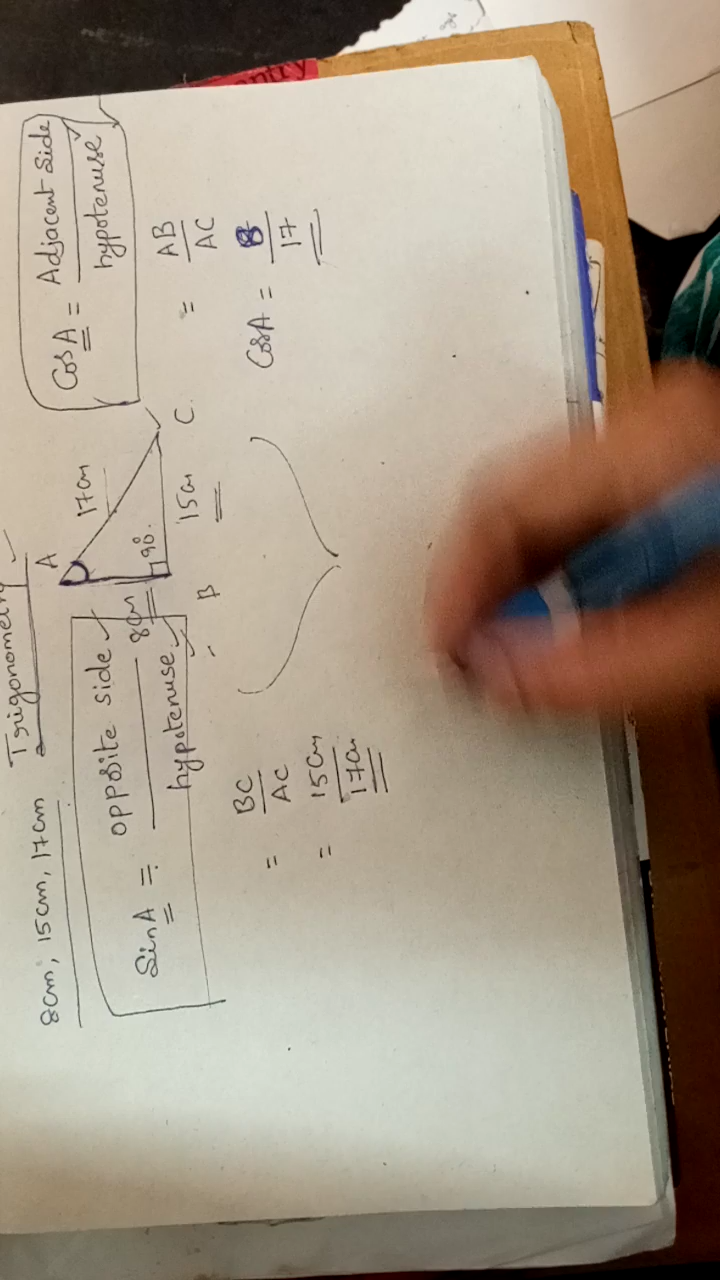 Trigonometry
8cm, 15cm, 17cm
A
17cm
8cm
90°
B
15cm
C
Sin A = opposite side
hypotenuse
= BC
AC
= 15cm
17cm
Cos A = Adjacent Side
hypotenuse
= AB
AC
Cos A = 8
17